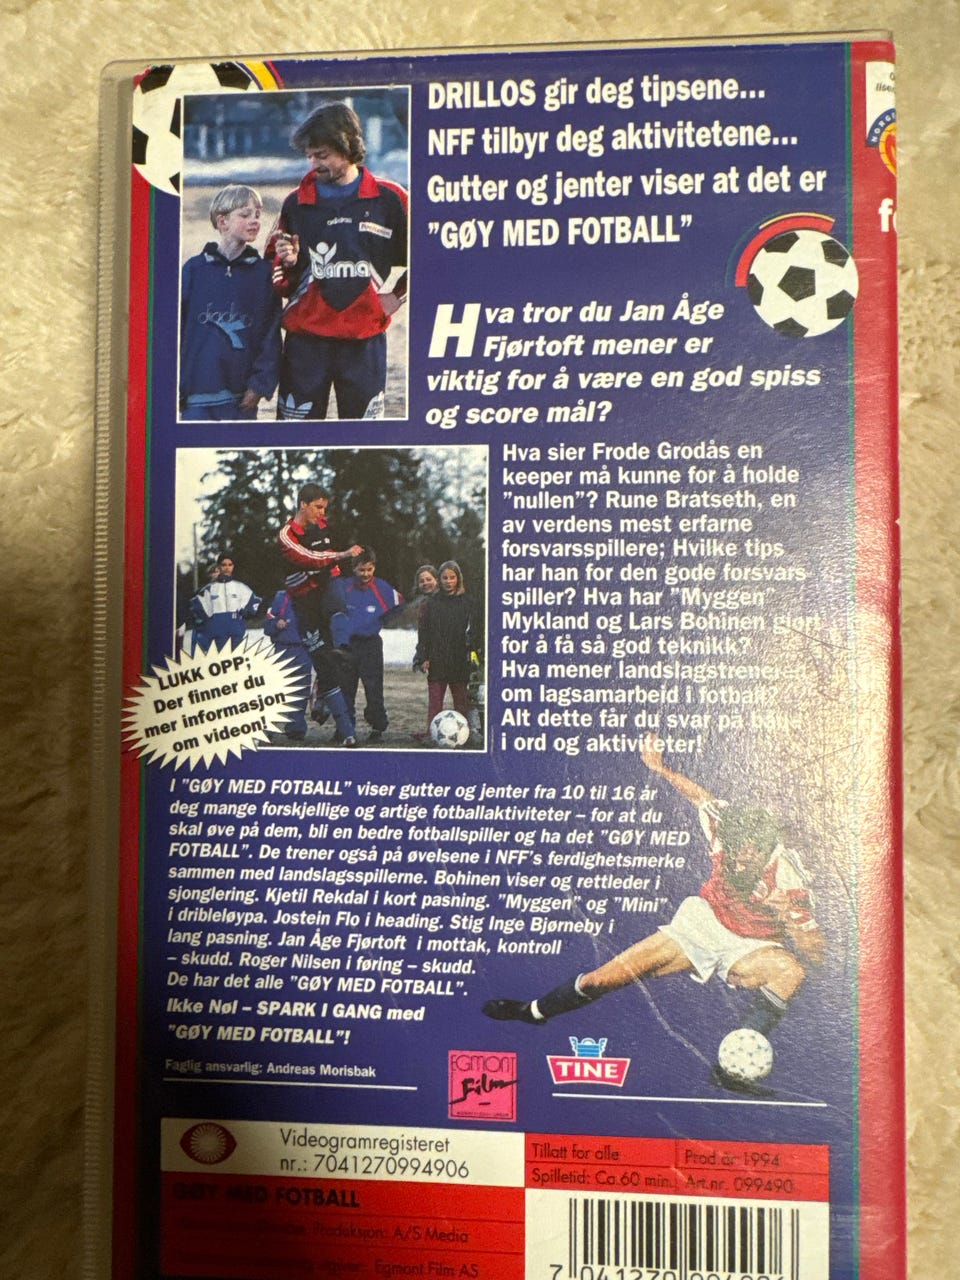 DRILLOS gir deg tipsene...
NFF tilbyr deg aktivitetene...
Gutter og jenter viser at det er
"GØY MED FOTBALL"
adidas
bama
diadora
Hva tror du Jan Åge
Fjørtoft mener er
viktig for å være en god spiss
og score mål?
Hva sier Frode Grodås en
keeper må kunne for å holde
"nullen"? Rune Bratseth, en
av verdens mest erfarne
forsvarsspillere; Hvilke tips
har han for den gode forsvars-
spiller? Hva har "Myggen"
Mykland og Lars Bohinen gjort
for å få så god teknikk?
Hva mener landslagstreneren
om lagsamarbeid i fotball?
Alt dette får du svar på både
i ord og aktiviteter!
LUKK OPP;
Der finner du
mer informasjon
om videon!
I "GØY MED FOTBALL" viser gutter og jenter fra 10 til 16 år
deg mange forskjellige og artige fotballaktiviteter – for at du
skal øve på dem, bli en bedre fotballspiller og ha det "GØY MED
FOTBALL". De trener også på øvelsene i NFF's ferdighetsmerke
sammen med landslagsspillerne. Bohinen viser og rettleder i
sjonglering. Kjetil Rekdal i kort pasning. "Myggen" og "Mini"
i dribleløypa. Jostein Flo i heading. Stig Inge Bjørneby i
lang pasning. Jan Åge Fjørtoft i mottak, kontroll
– skudd. Roger Nilsen i føring – skudd.
De har det alle "GØY MED FOTBALL".
Ikke Nøl – SPARK I GANG med
"GØY MED FOTBALL"!
Faglig ansvarlig: Andreas Morisbak
EGMONT
Film
TINE
Videogramregisteret
nr.: 7041270994906
Tillatt for alle
Prod.år 1994
Spilletid: Ca.60 min.
Art.nr. 099490
GØY MED FOTBALL
Produksjon: A/S Media
Egmont Film AS
NORGE